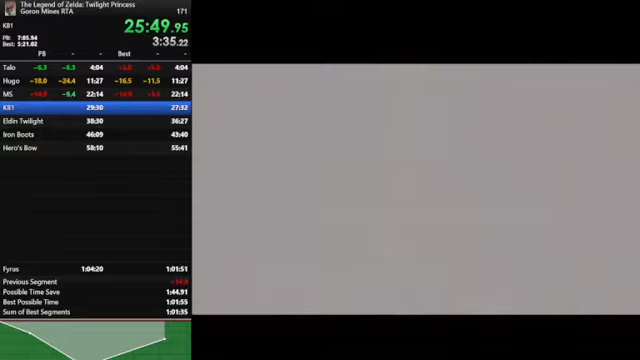 The Legend of Zelda: Twilight Princess
Goron Mines RTA 171
KB1 25:49.95
PB: 7:05.94
Best: 5:21.02 3:35.22
PB - - Best - -
Talo -6.3 -6.3 4:04 4:04
Hugo -18.0 -24.4 11:27 -16.5 -11.5 11:27
MS -9.4 22:14 22:14
KB1 29:30 27:32
Eldin Twilight 38:30 36:27
Iron Boots 46:09 43:40
Hero's Bow 58:10 55:41
Fyrus 1:04:20 1:01:51
Previous Segment
Possible Time Save 1:44.91
Best Possible Time 1:01:55
Sum of Best Segments 1:01:35